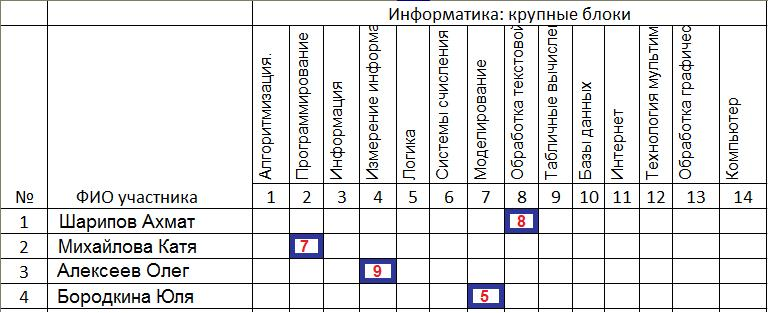 Информатика: крупные блоки
Алгоритмизация.
Программирование
Информация
Измерение информа
Логика
Системы счисления
Моделирование
Обработка текстовой
Табличные вычислен
Базы данных
Интернет
Технология мультим
Обработка графичес
Компьютер
№ ФИО участника 1 2 3 4 5 6 7 8 9 10 11 12 13 14
1 Шарипов Ахмат 8
2 Михайлова Катя 7
3 Алексеев Олег 9
4 Бородкина Юля 5